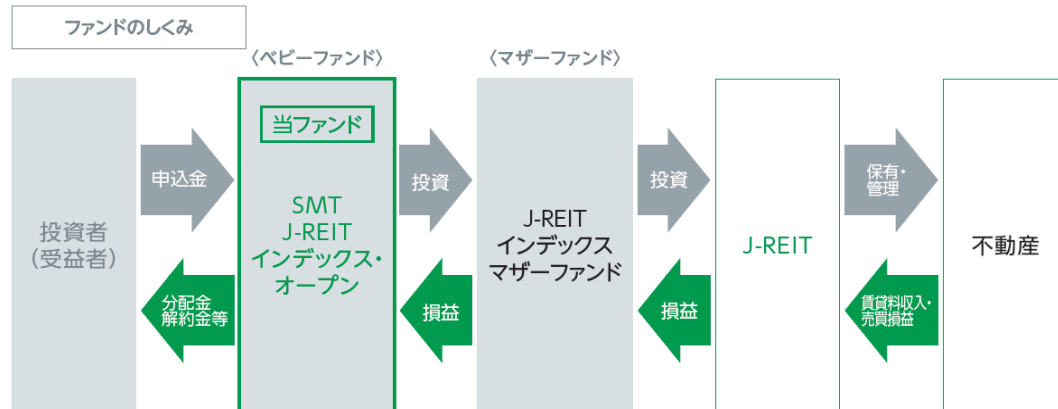 ファンドのしくみ
〈ベビーファンド〉
〈マザーファンド〉
投資者
(受益者)
申込金
分配金
解約金等
当ファンド
SMT
J-REIT
インデックス・
オープン
投資
損益
J-REIT
インデックス
マザーファンド
投資
損益
J-REIT
保有・
管理
賃貸料収入・
売買損益
不動産